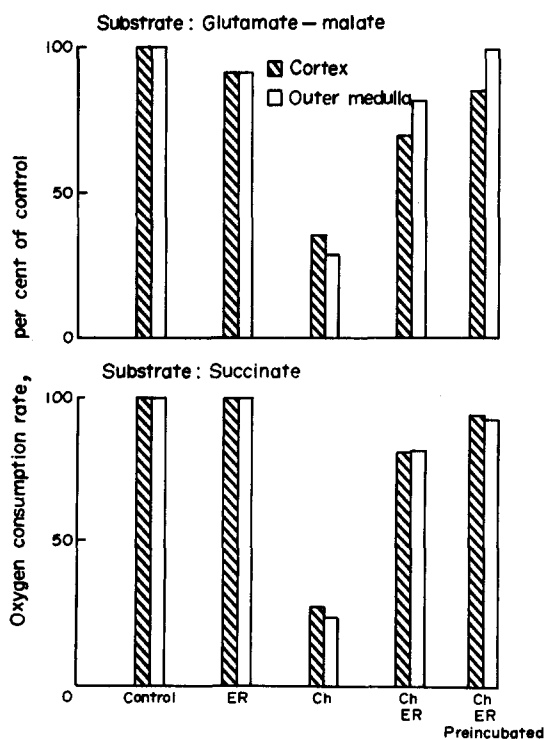 Substrate : Glutamate – malate
100
Cortex
Outer medulla
50
0
Oxygen consumption rate, per cent of control
Substrate : Succinate
100
50
0
Control
ER
Ch
Ch
ER
Ch
ER
Preincubated